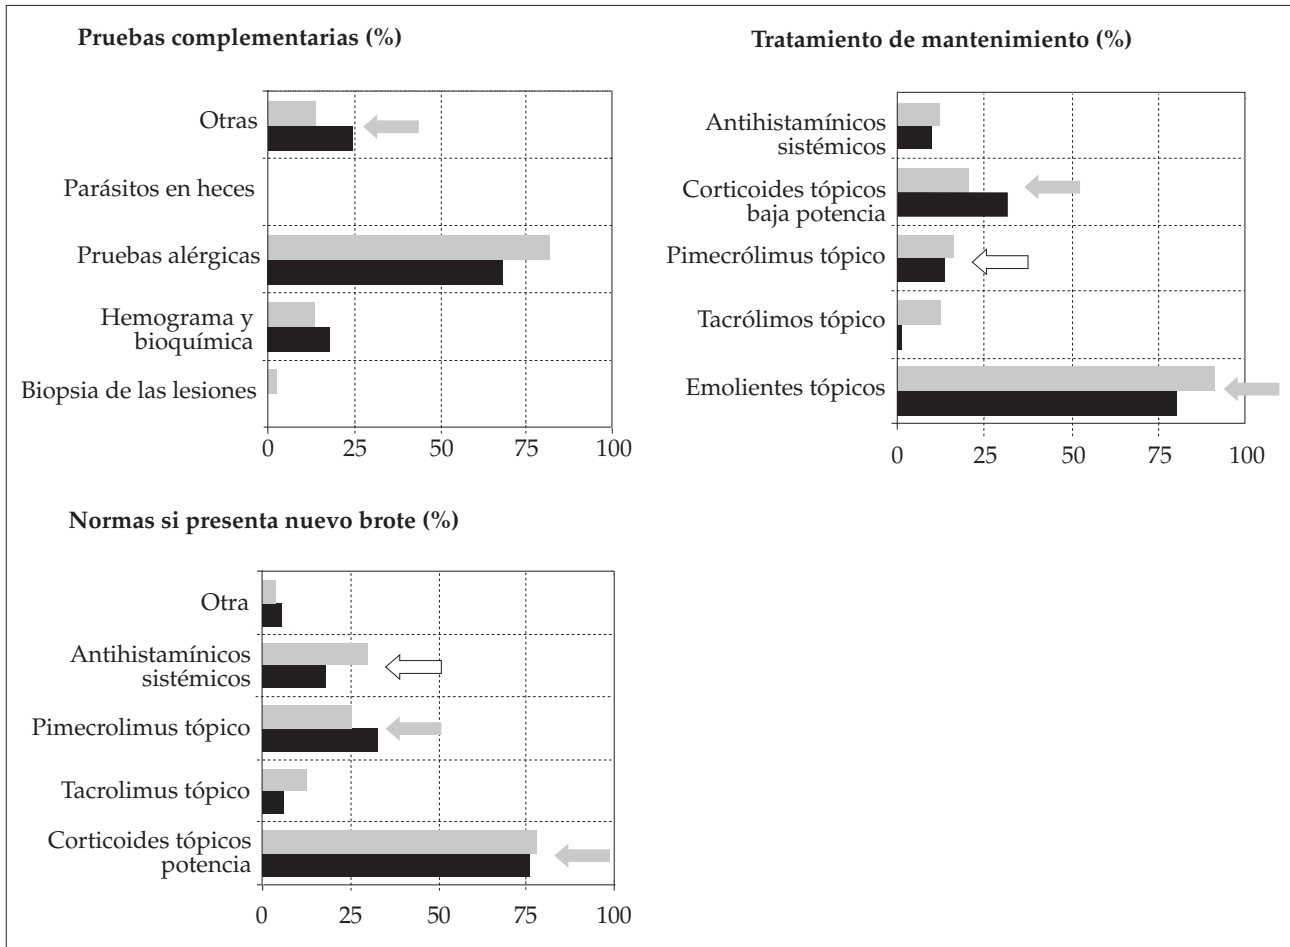 Pruebas complementarias (%)
Otras
Parásitos en heces
Pruebas alérgicas
Hemograma y
bioquímica
Biopsia de las lesiones
0 25 50 75 100
Tratamiento de mantenimiento (%)
Antihistamínicos
sistémicos
Corticoides tópicos
baja potencia
Pimecrólimus tópico
Tacrólimos tópico
Emolientes tópicos
0 25 50 75 100
Normas si presenta nuevo brote (%)
Otra
Antihistamínicos
sistémicos
Pimecrolimus tópico
Tacrolimus tópico
Corticoides tópicos
potencia
0 25 50 75 100